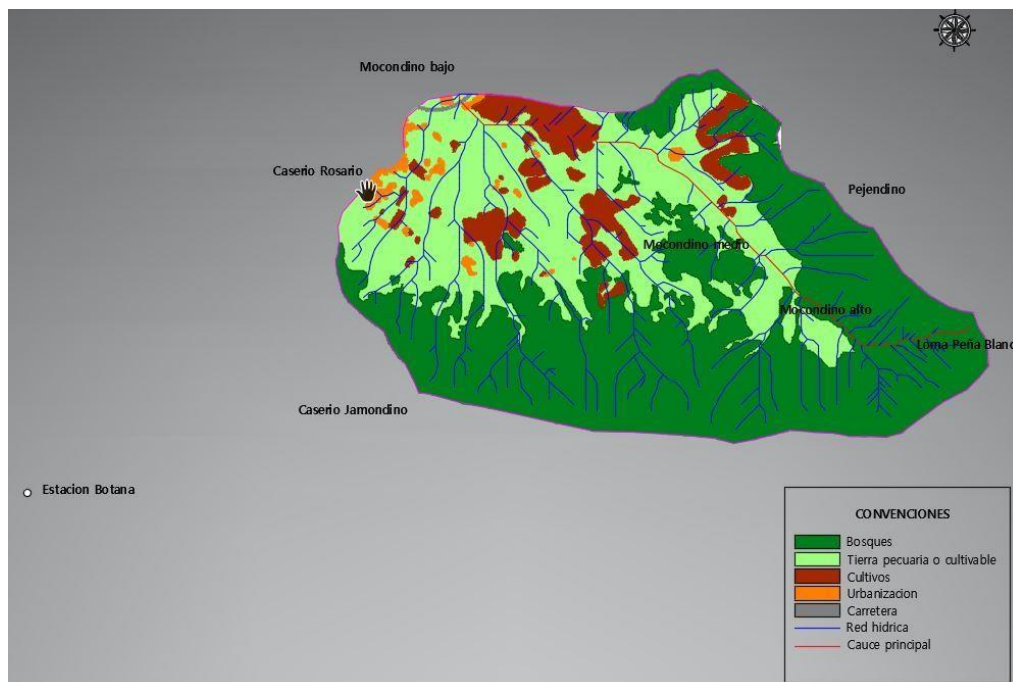 Mocondino bajo
Caserio Rosario
Pejendino
Mocondino medro
Mocondino alto
Loma Peña Blanc
Caserio Jamondino
Estacion Botana
CONVENCIONES
Bosques
Tierra pecuaria o cultivable
Cultivos
Urbanizacion
Carretera
Red hidrica
Cauce principal